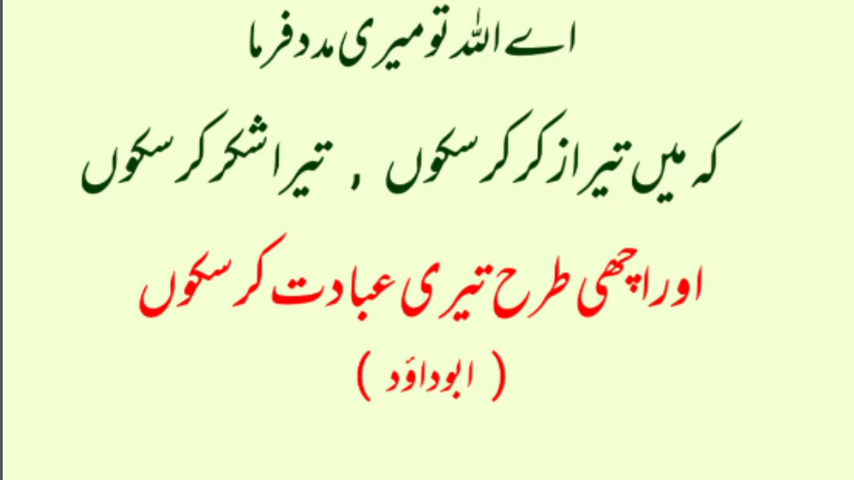 اے اللہ تو میری مدد فرما
کہ میں تیرا زکر کر سکوں , تیرا شکر کر سکوں
اور اچھی طرح تیری عبادت کر سکوں
( ابوداؤد )